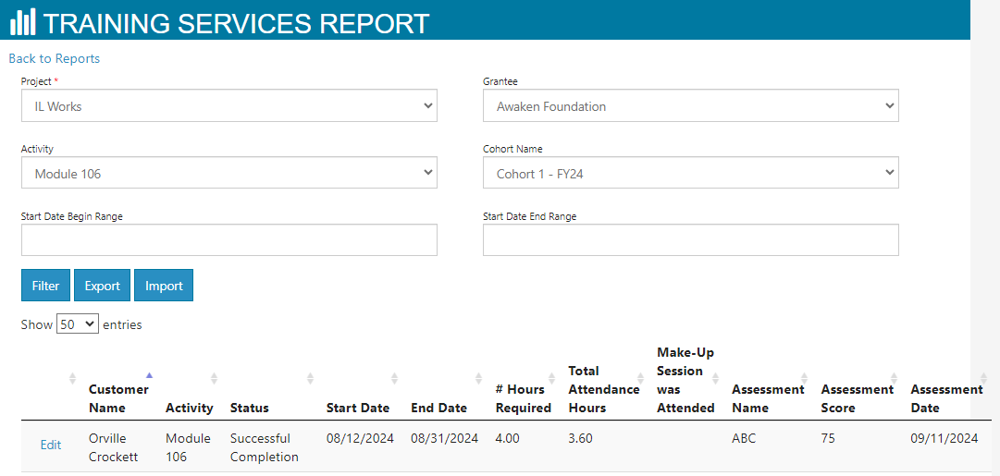 TRAINING SERVICES REPORT
Back to Reports
Project *
Grantee
IL Works
Awaken Foundation
Activity
Cohort Name
Module 106
Cohort 1 - FY24
Start Date Begin Range
Start Date End Range
Filter
Export
Import
Show 50 entries
Customer
Name
Activity
Status
Start Date
End Date
# Hours
Required
Total
Attendance
Hours
Make-Up
Session
was
Attended
Assessment
Name
Assessment
Score
Assessment
Date
Edit
Orville
Crockett
Module
106
Successful
Completion
08/12/2024
08/31/2024
4.00
3.60
ABC
75
09/11/2024